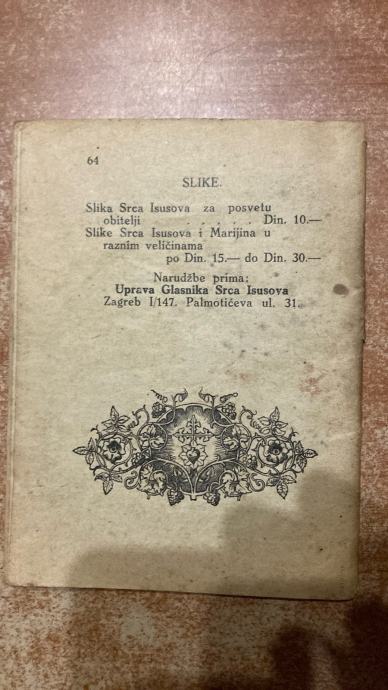 64
SLIKE.
Slika Srca Isusova za posvetu
obitelji . . . . . Din. 10.—
Slike Srca Isusova i Marijina u
raznim veličinama
po Din. 15.— do Din. 30.—
Narudžbe prima:
Uprava Glasnika Srca Isusova
Zagreb I/147. Palmotićeva ul. 31.